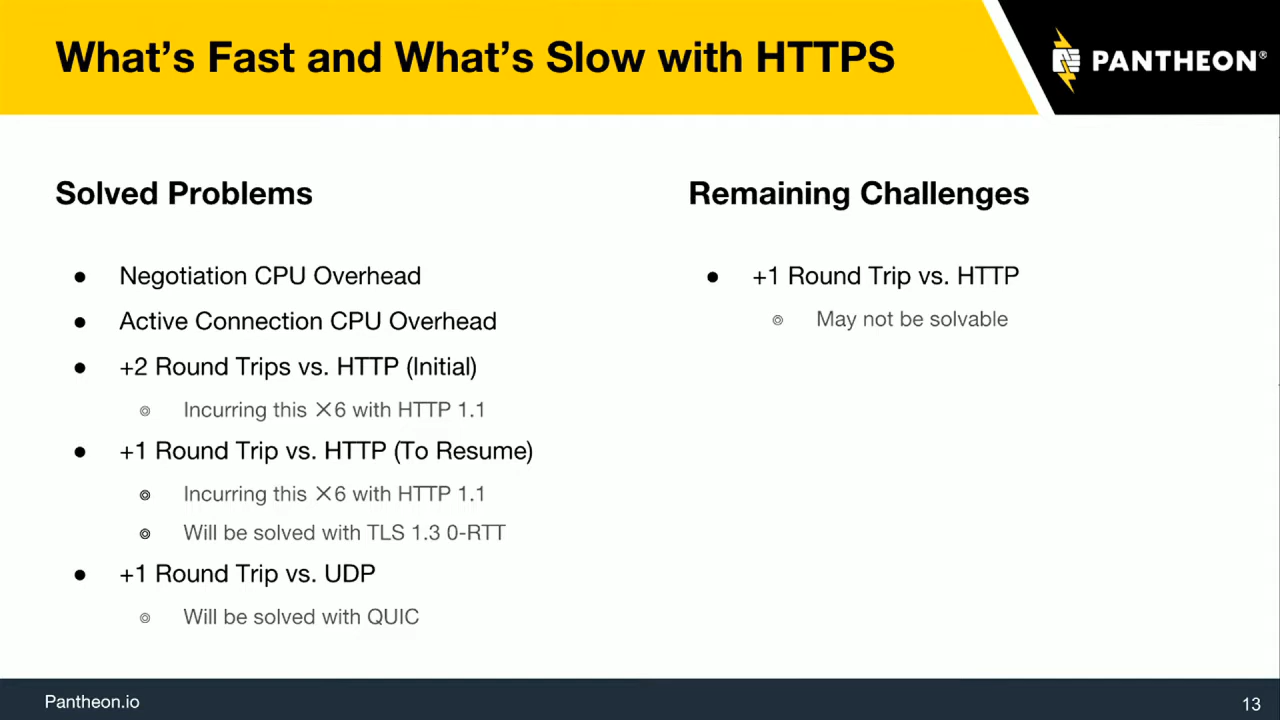 What's Fast and What's Slow with HTTPS
PANTHEON®
Solved Problems
● Negotiation CPU Overhead
● Active Connection CPU Overhead
● +2 Round Trips vs. HTTP (Initial)
◎ Incurring this ×6 with HTTP 1.1
● +1 Round Trip vs. HTTP (To Resume)
◎ Incurring this ×6 with HTTP 1.1
◎ Will be solved with TLS 1.3 0-RTT
● +1 Round Trip vs. UDP
◎ Will be solved with QUIC
Remaining Challenges
● +1 Round Trip vs. HTTP
◎ May not be solvable
Pantheon.io
13